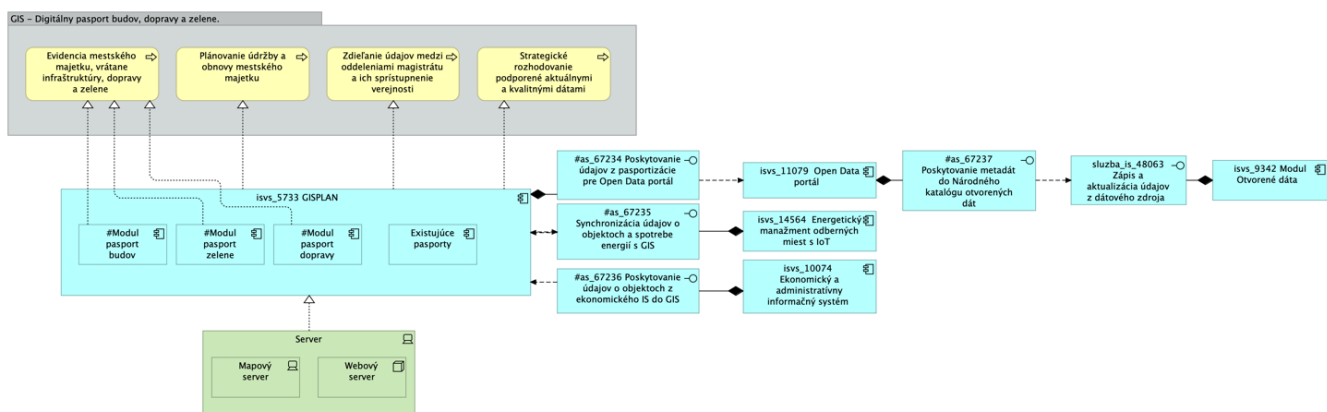 GIS - Digitálny pasport budov, dopravy a zelene.
Evidencia mestského
majetku, vrátane
infraštruktúry, dopravy
a zelene
Plánovanie údržby a
obnovy mestského
majetku
Zdieľanie údajov medzi
oddeleniami magistrátu
a ich sprístupnenie
verejnosti
Strategické
rozhodovanie
podporené aktuálnymi
a kvalitnými dátami
isvs_5733 GISPLAN
#Modul
pasport
budov
#Modul
pasport
zelene
#Modul
pasport
dopravy
Existujúce
pasporty
#as_67234 Poskytovanie
údajov z pasportizácie
pre Open Data portál
isvs_11079 Open Data
portál
#as_67237
Poskytovanie metadát
do Národného
katalógu otvorených
dát
sluzba_is_48063
Zápis a
aktualizácia údajov
z dátového zdroja
isvs_9342 Modul
Otvorené dáta
#as_67235
Synchronizácia údajov o
objektoch a spotrebe
energií s GIS
isvs_14564 Energetický
manažment odberných
miest s IoT
#as_67236 Poskytovanie
údajov o objektoch z
ekonomického IS do GIS
isvs_10074
Ekonomický a
administratívny
informačný systém
Server
Mapový
server
Webový
server